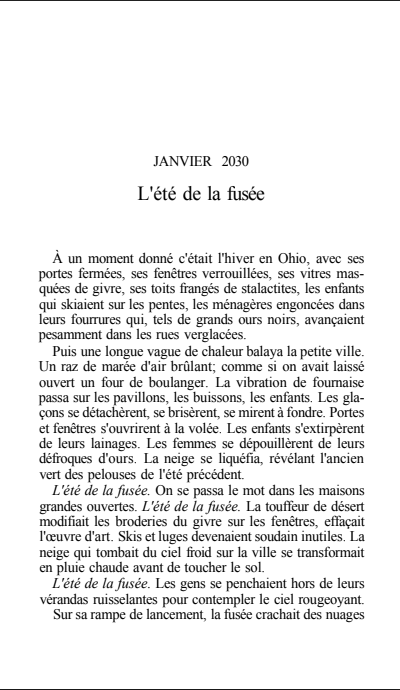 JANVIER 2030
L'été de la fusée
À un moment donné c'était l'hiver en Ohio, avec ses
portes fermées, ses fenêtres verrouillées, ses vitres mas-
quées de givre, ses toits frangés de stalactites, les enfants
qui skiaient sur les pentes, les ménagères engoncées dans
leurs fourrures qui, tels de grands ours noirs, avançaient
pesamment dans les rues verglacées.
Puis une longue vague de chaleur balaya la petite ville.
Un raz de marée d'air brûlant; comme si on avait laissé
ouvert un four de boulanger. La vibration de fournaise
passa sur les pavillons, les buissons, les enfants. Les gla-
çons se détachèrent, se brisèrent, se mirent à fondre. Portes
et fenêtres s'ouvrirent à la volée. Les enfants s'extirpèrent
de leurs lainages. Les femmes se dépouillèrent de leurs
défroques d'ours. La neige se liquéfia, révélant l'ancien
vert des pelouses de l'été précédent.
L'été de la fusée. On se passa le mot dans les maisons
grandes ouvertes. L'été de la fusée. La touffeur de désert
modifiait les broderies du givre sur les fenêtres, effaçait
l'œuvre d'art. Skis et luges devenaient soudain inutiles. La
neige qui tombait du ciel froid sur la ville se transformait
en pluie chaude avant de toucher le sol.
L'été de la fusée. Les gens se penchaient hors de leurs
vérandas ruisselantes pour contempler le ciel rougeoyant.
Sur sa rampe de lancement, la fusée crachait des nuages